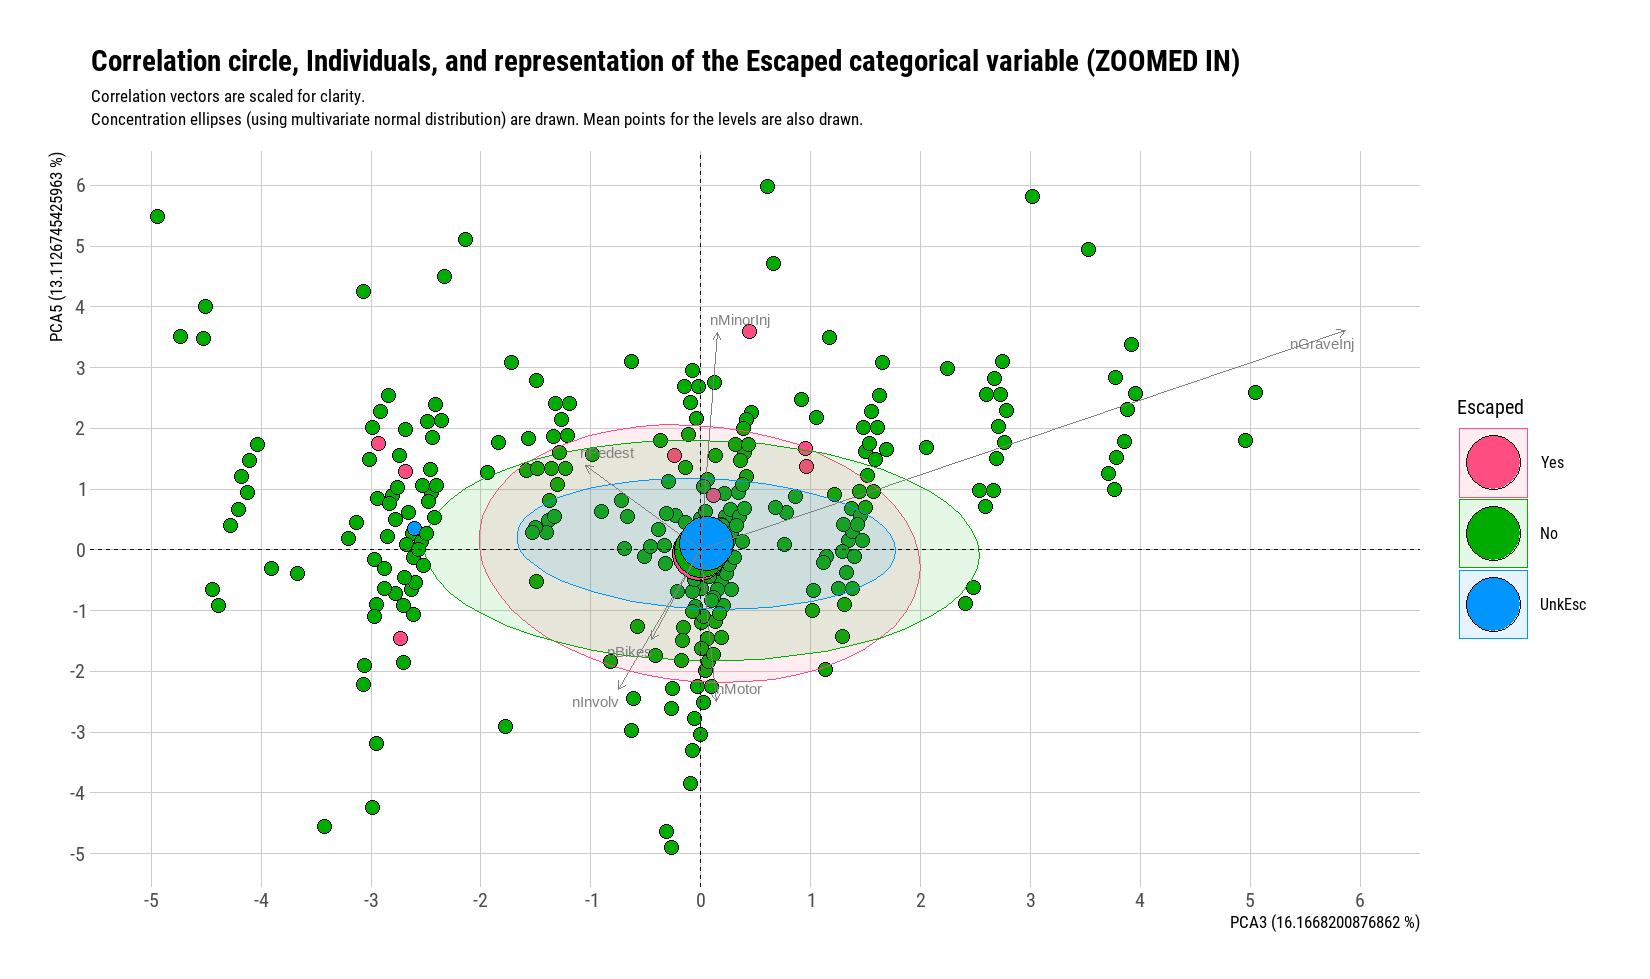 Correlation circle, Individuals, and representation of the Escaped categorical variable (ZOOMED IN)
Correlation vectors are scaled for clarity.
Concentration ellipses (using multivariate normal distribution) are drawn. Mean points for the levels are also drawn.
PCA5 (13.1126745425963 %)
6
5
4
3
2
1
0
-1
-2
-3
-4
-5
nMinorInj
nGraveInj
nPedest
nBikes
nMotor
nInvolv
-5 -4 -3 -2 -1 0 1 2 3 4 5 6
PCA3 (16.1668200876862 %)
Escaped
Yes
No
UnkEsc